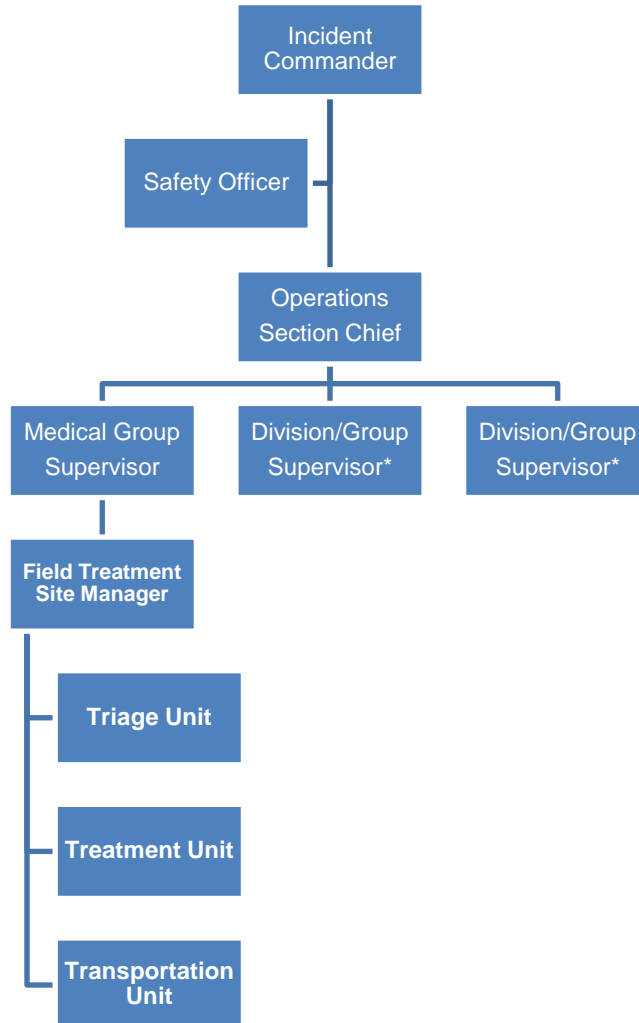 Incident
Commander
Safety Officer
Operations
Section Chief
Medical Group
Supervisor
Division/Group
Supervisor*
Division/Group
Supervisor*
Field Treatment
Site Manager
Triage Unit
Treatment Unit
Transportation
Unit